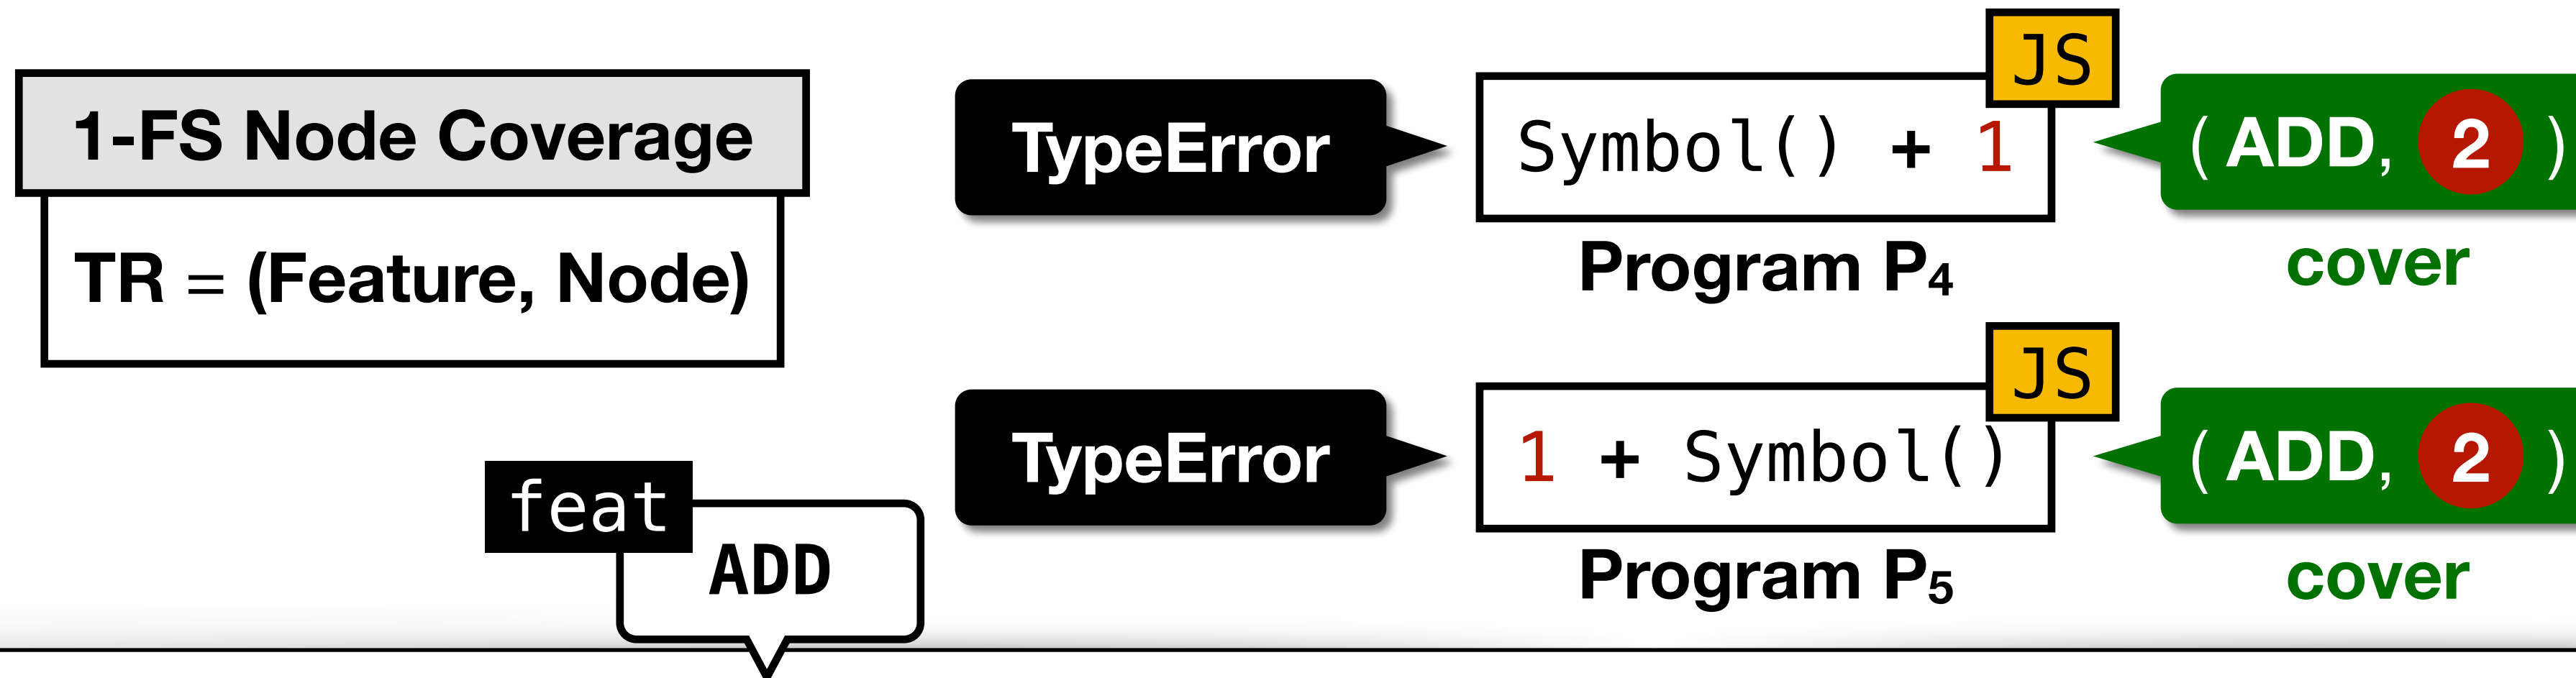 1-FS Node Coverage
TR = (Feature, Node)
TypeError
JS
Symbol() + 1
Program P₄
( ADD, 2 )
cover
TypeError
JS
1 + Symbol()
Program P₅
( ADD, 2 )
cover
feat
ADD